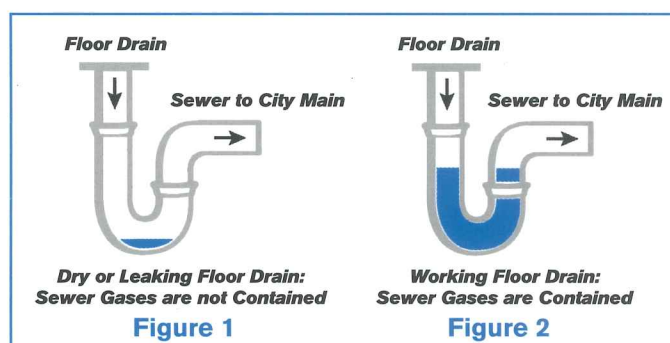 Floor Drain
Sewer to City Main
Dry or Leaking Floor Drain:
Sewer Gases are not Contained
Figure 1
Floor Drain
Sewer to City Main
Working Floor Drain:
Sewer Gases are Contained
Figure 2